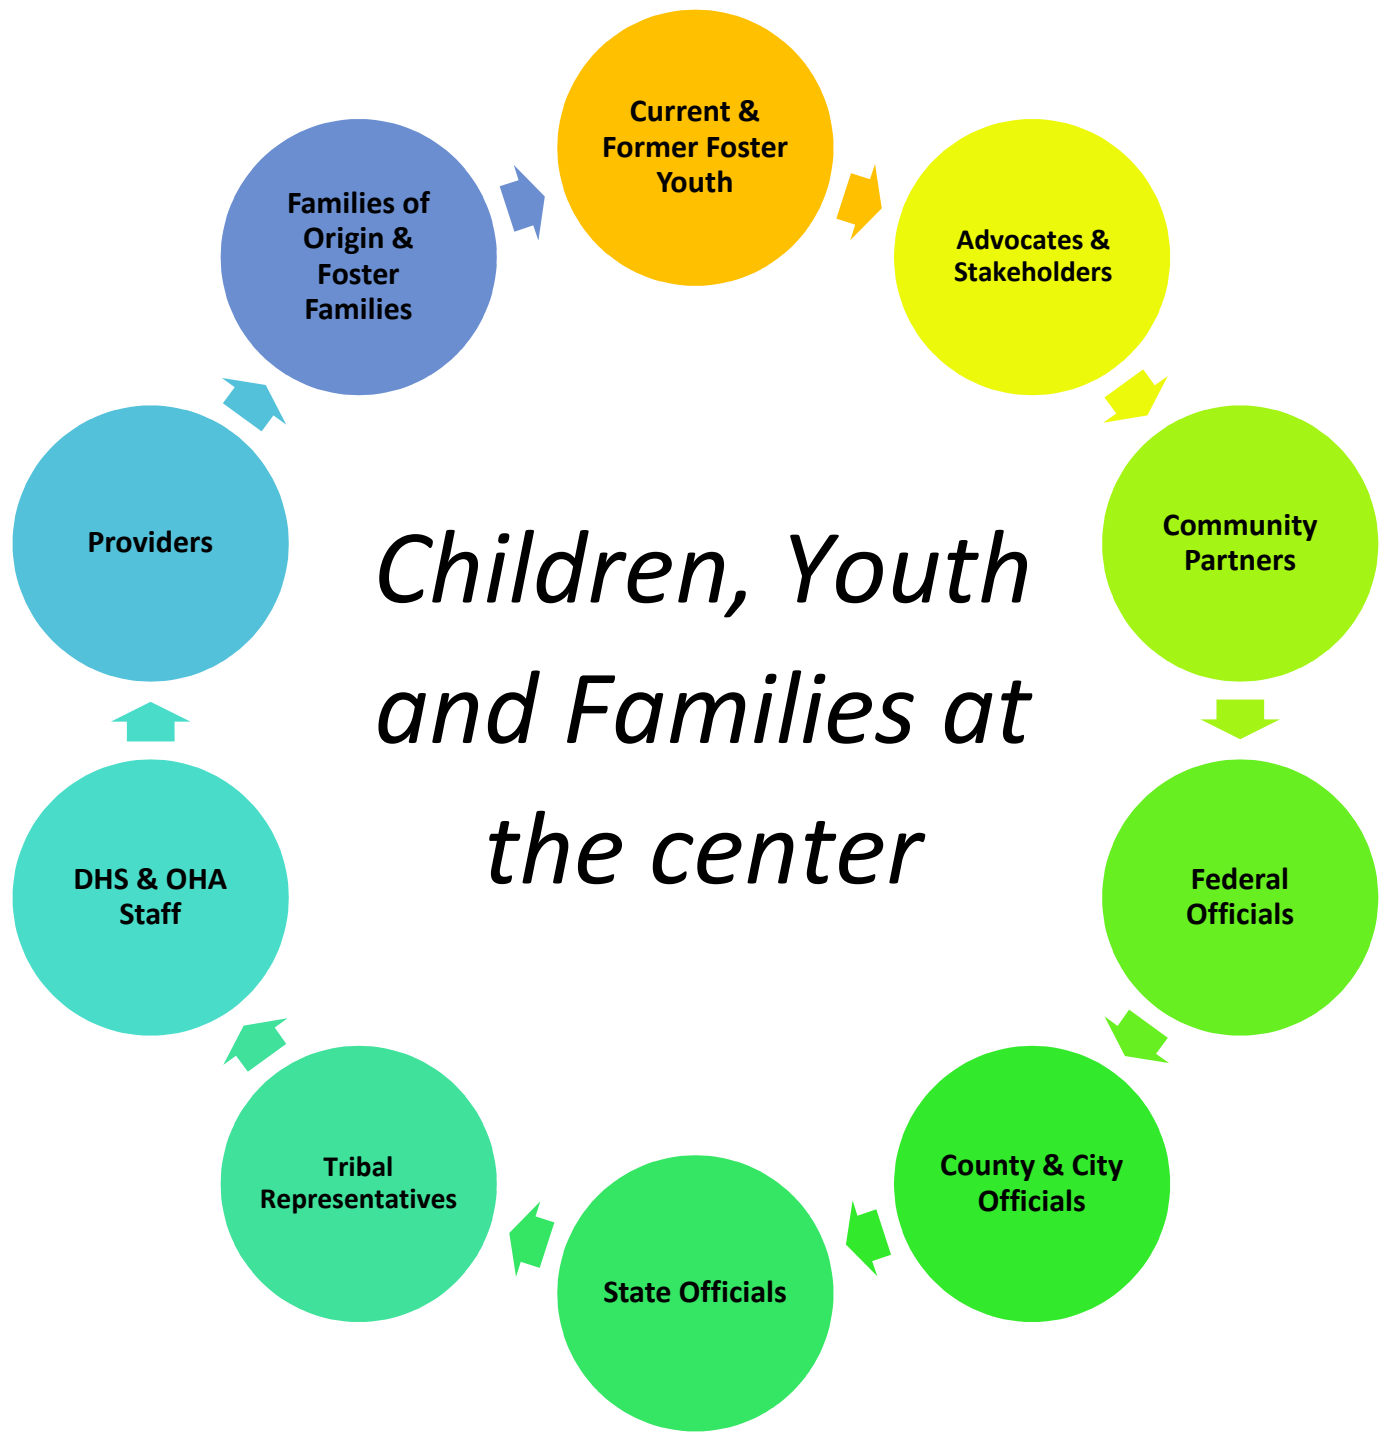 Current &
Former Foster
Youth
Advocates &
Stakeholders
Community
Partners
Federal
Officials
County & City
Officials
State Officials
Tribal
Representatives
DHS & OHA
Staff
Providers
Families of
Origin &
Foster
Families
Children, Youth
and Families at
the center